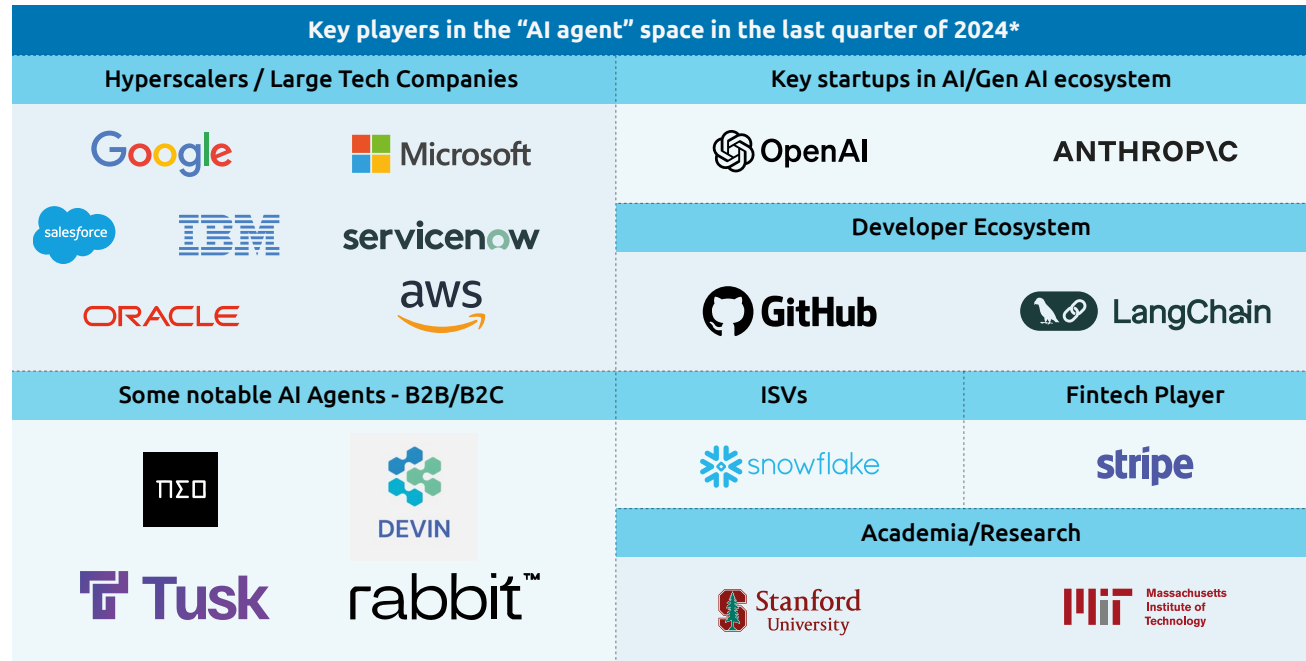 Key players in the “AI agent” space in the last quarter of 2024*
Hyperscalers / Large Tech Companies
Google
Microsoft
salesforce
IBM
servicenow
ORACLE
aws
Key startups in AI/Gen AI ecosystem
OpenAI
ANTHROP\C
Developer Ecosystem
GitHub
LangChain
Some notable AI Agents - B2B/B2C
ΠΣΟ
DEVIN
Tusk
rabbit™
ISVs
snowflake
Fintech Player
stripe
Academia/Research
S
Stanford
University
MIT
Massachusetts
Institute of
Technology